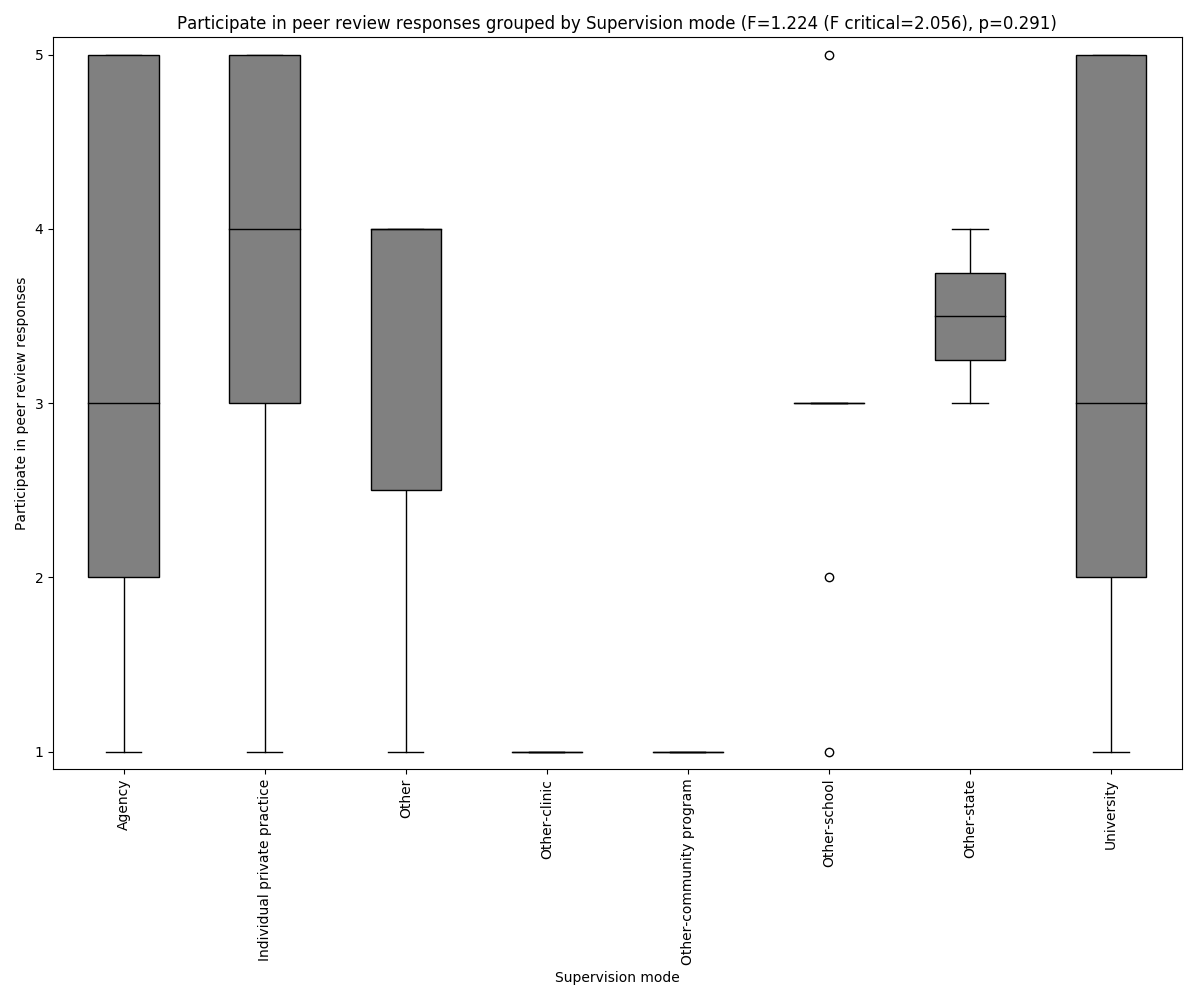 Participate in peer review responses grouped by Supervision mode (F=1.224 (F critical=2.056), p=0.291)
Participate in peer review responses
5
4
3
2
1
Agency
Individual private practice
Other
Other-clinic
Other-community program
Other-school
Other-state
University
Supervision mode